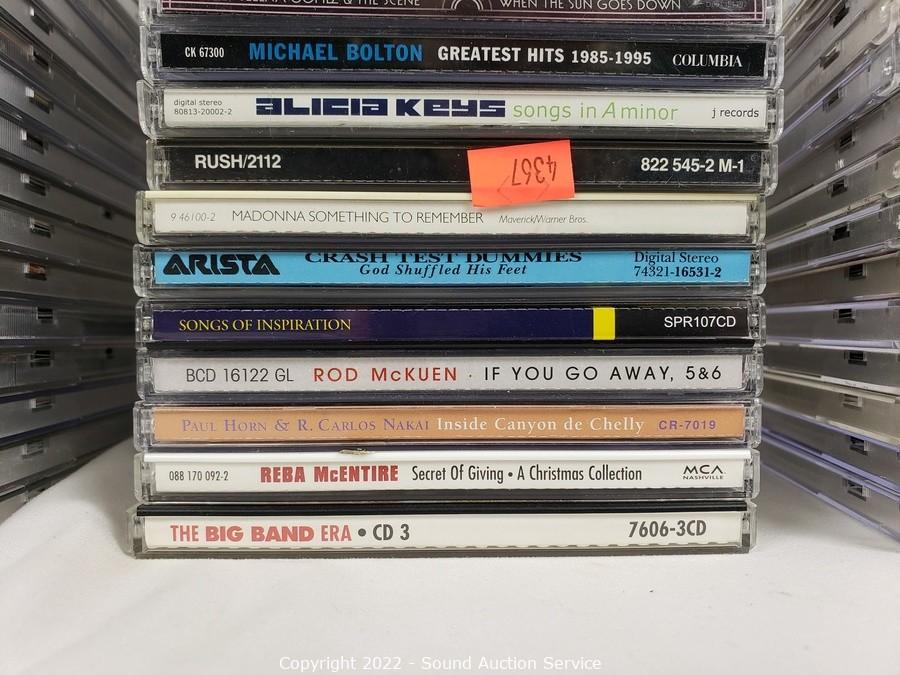 SELENA GOMEZ & THE SCENE WHEN THE SUN GOES DOWN
CK 67300 MICHAEL BOLTON GREATEST HITS 1985-1995 COLUMBIA
digital stereo
80813-20002-2 alicia keys songs in A minor j records
RUSH/2112 822 545-2 M-1
4367
9 46100-2 MADONNA SOMETHING TO REMEMBER Maverick/Warner Bros.
ARISTA CRASH TEST DUMMIES Digital Stereo
God Shuffled His Feet 74321-16531-2
SONGS OF INSPIRATION SPR107CD
BCD 16122 GL ROD McKUEN · IF YOU GO AWAY, 5&6
PAUL HORN & R. CARLOS NAKAI Inside Canyon de Chelly CR-7019
088 170 092-2 REBA McENTIRE Secret Of Giving • A Christmas Collection MCA
NASHVILLE
THE BIG BAND ERA • CD 3 7606-3CD
Copyright 2022 - Sound Auction Service